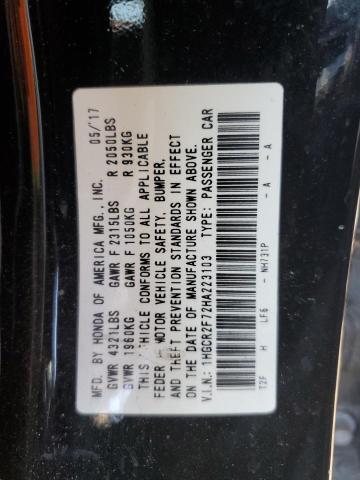 MFD. BY HONDA OF AMERICA MFG., INC. 05/'17
GVWR 4321LBS GAWR F 2315LBS R 2050LBS
GVWR 1960KG GAWR F 1050KG R 930KG
THIS VEHICLE CONFORMS TO ALL APPLICABLE
FEDERAL MOTOR VEHICLE SAFETY, BUMPER,
AND THEFT PREVENTION STANDARDS IN EFFECT
ON THE DATE OF MANUFACTURE SHOWN ABOVE.
V.I.N.: 1HGCR2F72HA223103 TYPE: PASSENGER CAR
T2F H LF6 - NH731P - A - A